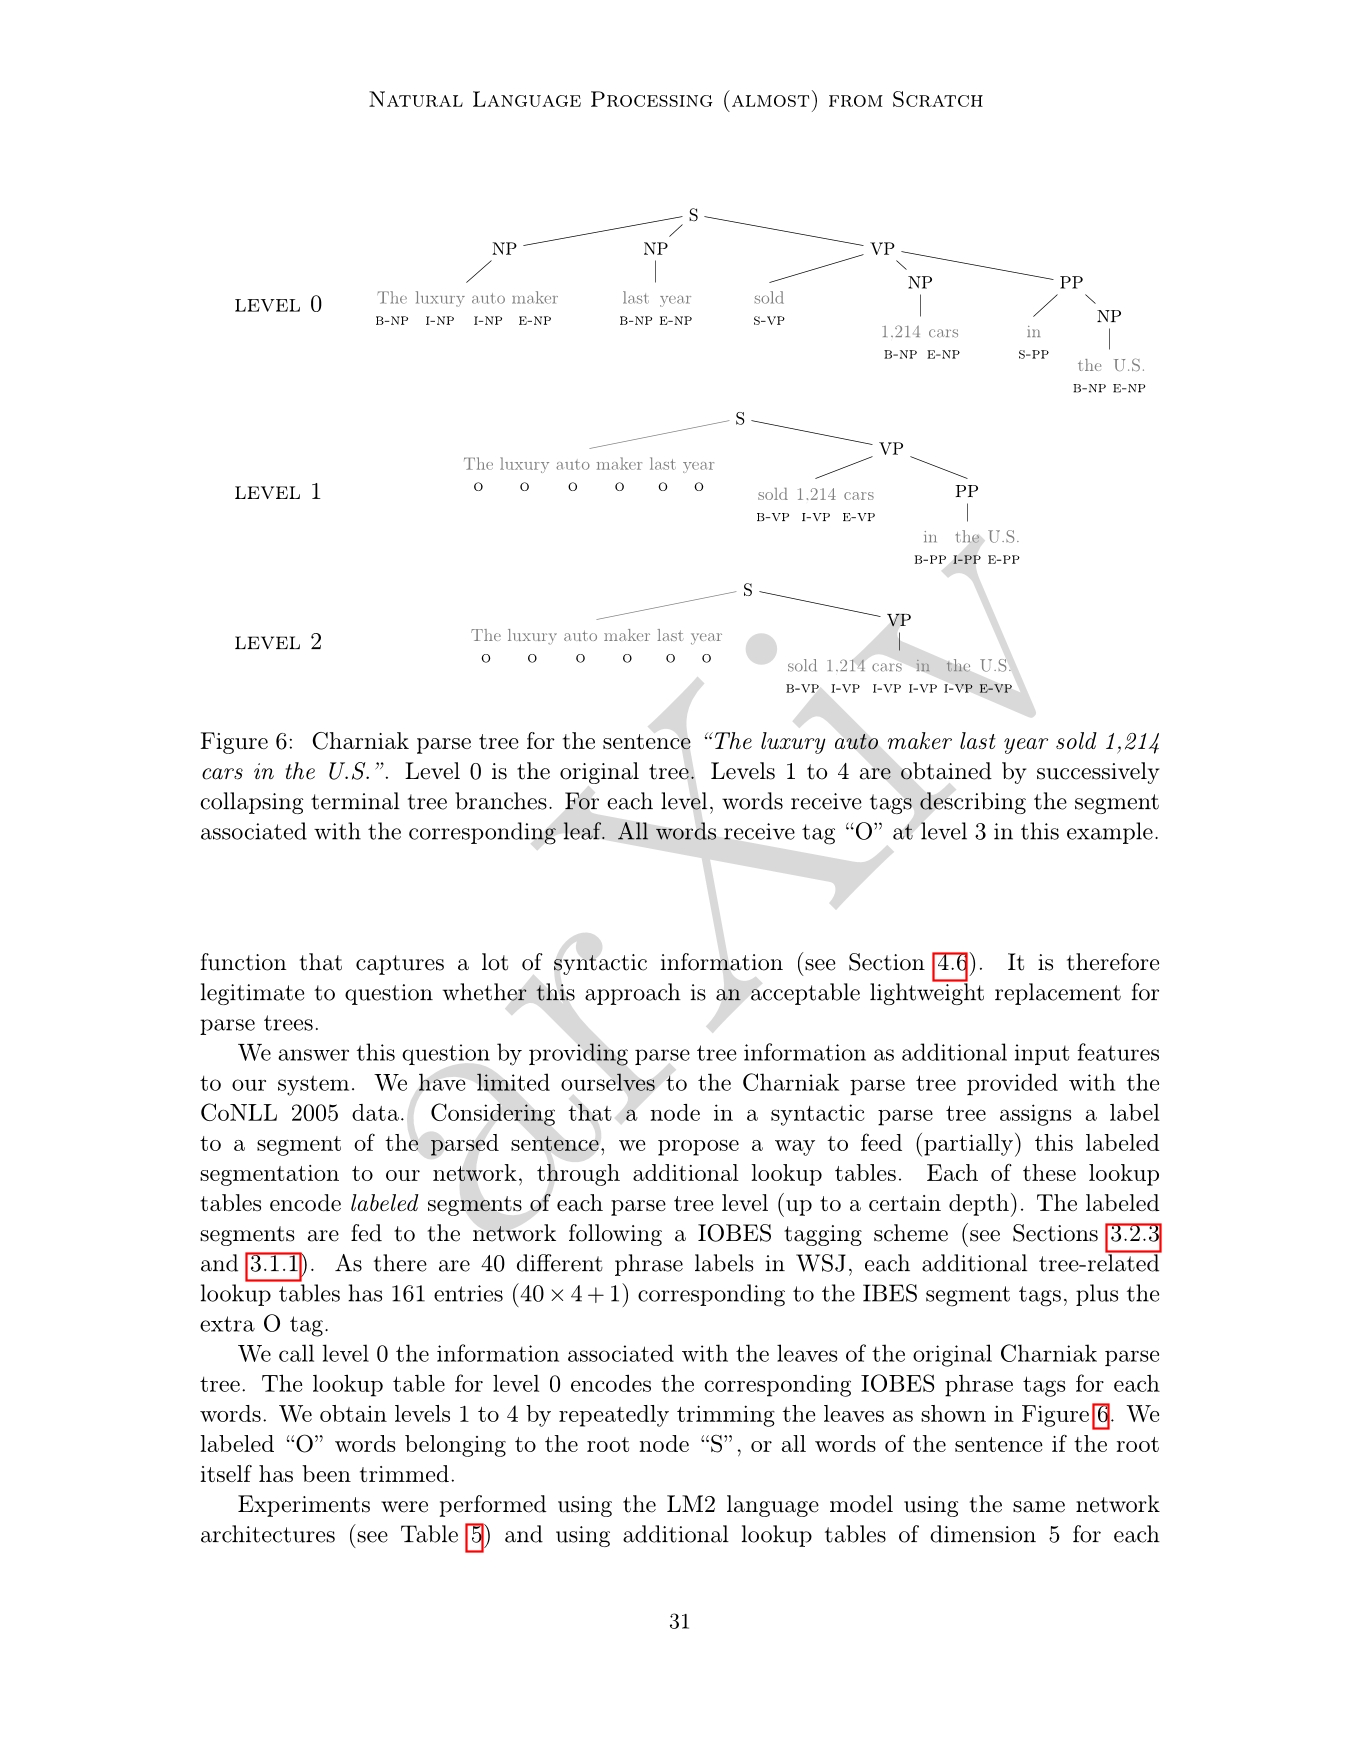 Natural Language Processing (almost) from Scratch
S
NP NP VP
NP PP
LEVEL 0 The luxury auto maker last year sold
B-NP I-NP I-NP E-NP B-NP E-NP S-VP
NP
1.214 cars in
B-NP E-NP S-PP
the U.S.
B-NP E-NP
S
VP
The luxury auto maker last year
O O O O O O
LEVEL 1 sold 1.214 cars PP
B-VP I-VP E-VP
in the U.S.
B-PP I-PP E-PP
S
VP
LEVEL 2 The luxury auto maker last year
O O O O O O
sold 1.214 cars in the U.S.
B-VP I-VP I-VP I-VP I-VP E-VP
Figure 6: Charniak parse tree for the sentence “The luxury auto maker last year sold 1,214
cars in the U.S.”. Level 0 is the original tree. Levels 1 to 4 are obtained by successively
collapsing terminal tree branches. For each level, words receive tags describing the segment
associated with the corresponding leaf. All words receive tag “O” at level 3 in this example.
function that captures a lot of syntactic information (see Section 4.6). It is therefore
legitimate to question whether this approach is an acceptable lightweight replacement for
parse trees.
We answer this question by providing parse tree information as additional input features
to our system. We have limited ourselves to the Charniak parse tree provided with the
CoNLL 2005 data. Considering that a node in a syntactic parse tree assigns a label
to a segment of the parsed sentence, we propose a way to feed (partially) this labeled
segmentation to our network, through additional lookup tables. Each of these lookup
tables encode labeled segments of each parse tree level (up to a certain depth). The labeled
segments are fed to the network following a IOBES tagging scheme (see Sections 3.2.3
and 3.1.1). As there are 40 different phrase labels in WSJ, each additional tree-related
lookup tables has 161 entries (40 × 4 + 1) corresponding to the IBES segment tags, plus the
extra O tag.
We call level 0 the information associated with the leaves of the original Charniak parse
tree. The lookup table for level 0 encodes the corresponding IOBES phrase tags for each
words. We obtain levels 1 to 4 by repeatedly trimming the leaves as shown in Figure 6. We
labeled “O” words belonging to the root node “S”, or all words of the sentence if the root
itself has been trimmed.
Experiments were performed using the LM2 language model using the same network
architectures (see Table 5) and using additional lookup tables of dimension 5 for each
31
arXiv